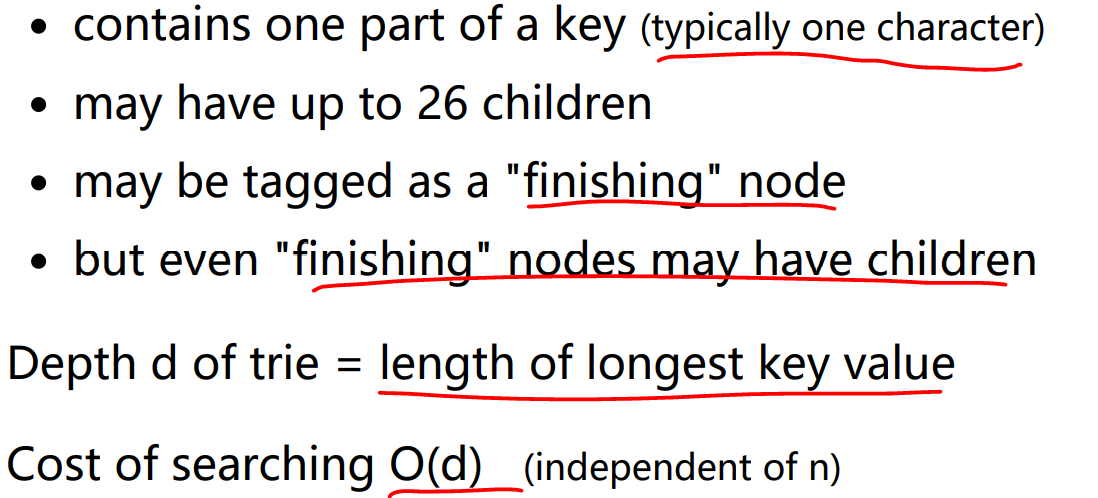 • contains one part of a key (typically one character)
• may have up to 26 children
• may be tagged as a "finishing" node
• but even "finishing" nodes may have children
Depth d of trie = length of longest key value
Cost of searching O(d) (independent of n)